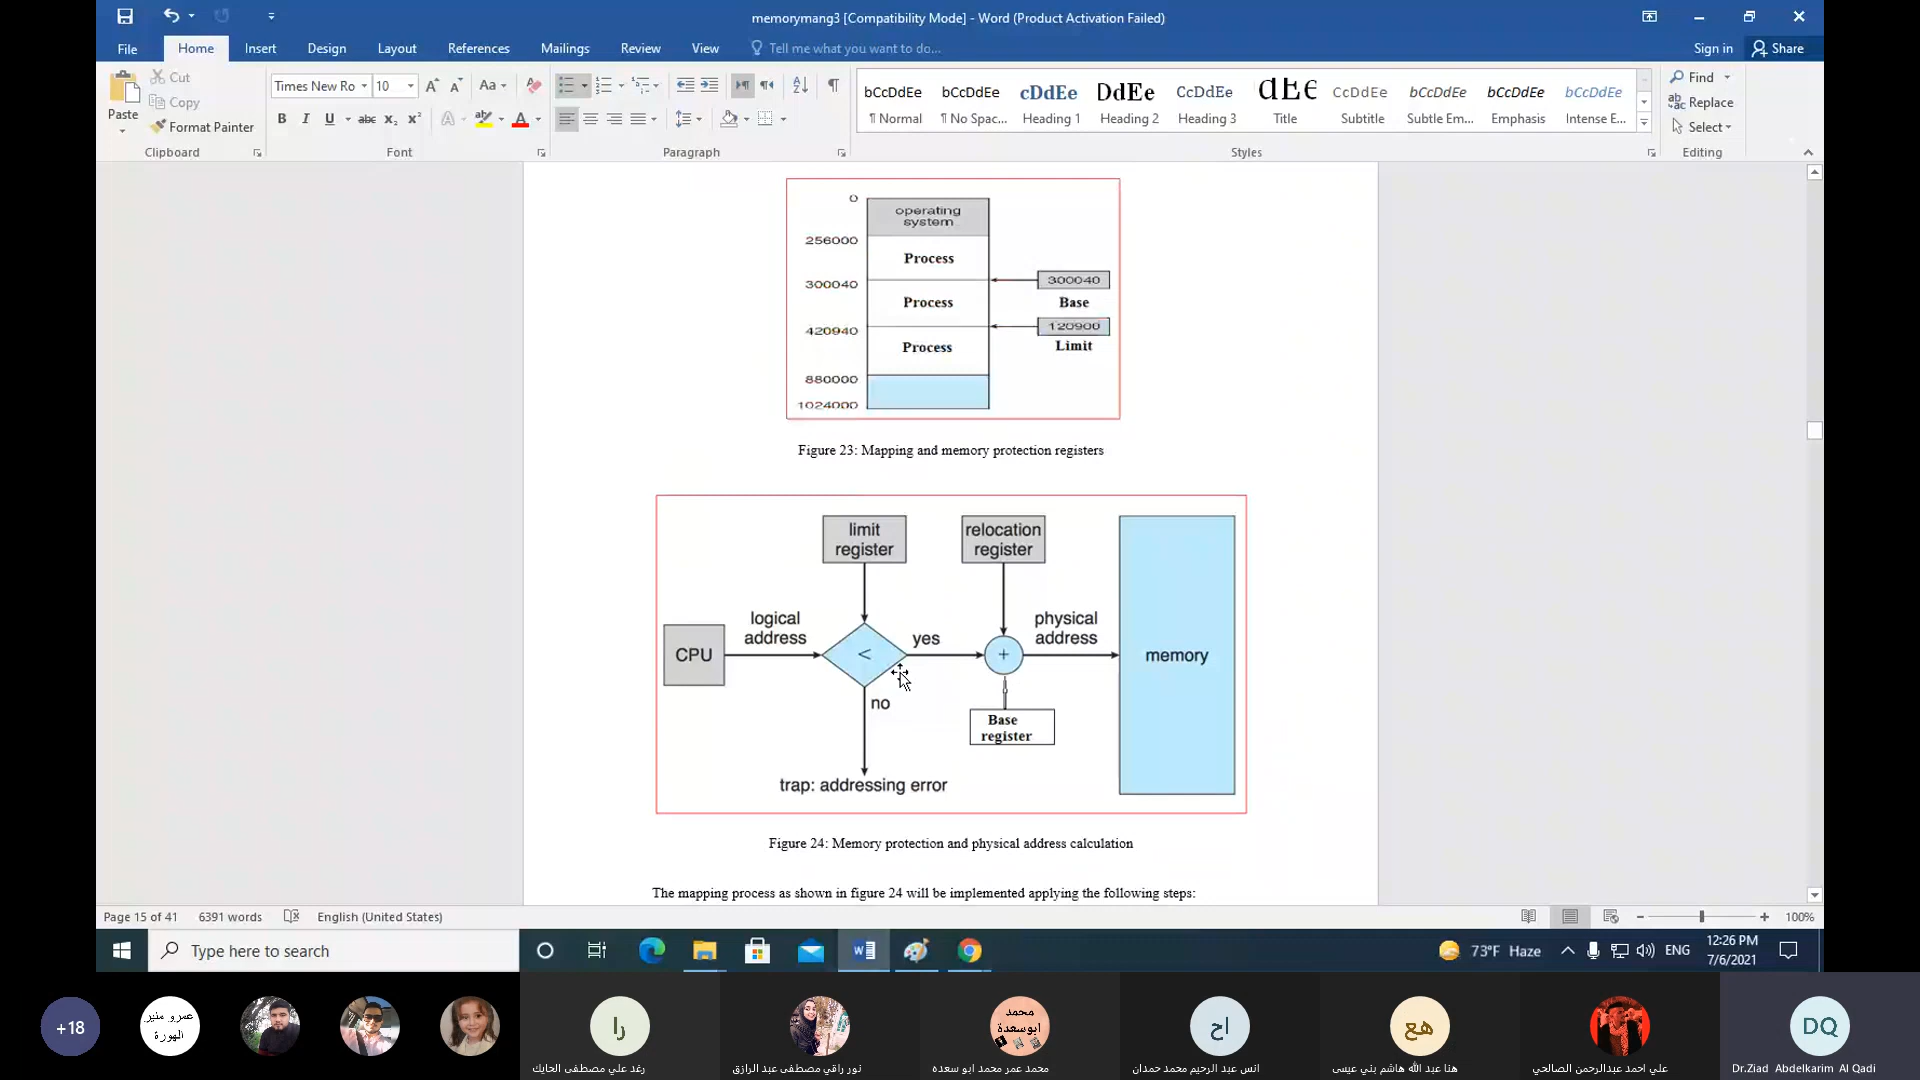 memorymang3 [Compatibility Mode] - Word (Product Activation Failed)
File Home Insert Design Layout References Mailings Review View Tell me what you want to do... Sign in Share
Cut
Copy
Format Painter
Paste
Times New Ro 10
bCcDdEe bCcDdEe cDdEe DdEe CcDdEe dEe CcDdEe bCcDdEe bCcDdEe bCcDdEe
¶ Normal ¶ No Spac... Heading 1 Heading 2 Heading 3 Title Subtitle Subtle Em... Emphasis Intense E...
Find
Replace
Select
Clipboard Font Paragraph Styles Editing
0
operating
system
256000
Process
300040
300040
Base
Process
420940
120900
Limit
Process
880000
1024000
Figure 23: Mapping and memory protection registers
limit
register
relocation
register
logical
address
yes
physical
address
CPU
<
+
memory
no
Base
register
trap: addressing error
Figure 24: Memory protection and physical address calculation
The mapping process as shown in figure 24 will be implemented applying the following steps:
Page 15 of 41 6391 words English (United States) 100%
Type here to search
73°F Haze
ENG
12:26 PM
7/6/2021
+18
عمرو منير
الهورة
را
محمد
ابوسعدة
اح
هع
DQ
رغد علي مصطفى الحايك
نور راقي مصطفى عبد الرازق
محمد عمر محمد ابو سعده
انس عبد الرحيم محمد حمدان
هنا عبد الله هاشم بني عيسى
علي احمد عبدالرحمن الصالحي
Dr.Ziad Abdelkarim Al Qadi